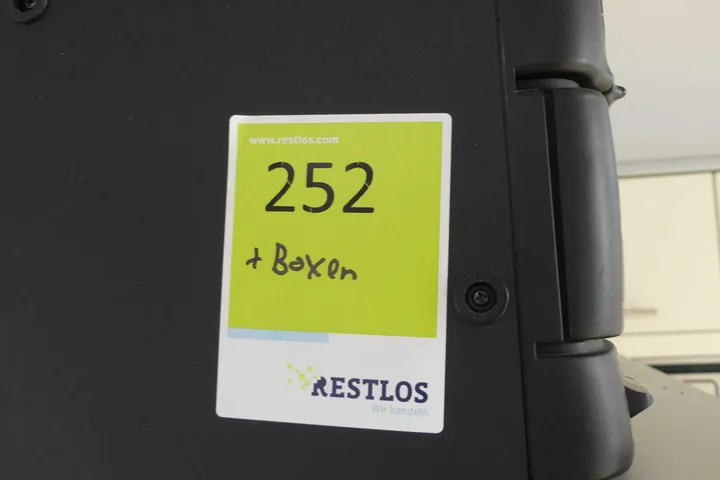 www.restlos.com
252
+ Boxen
RESTLOS
Wir handeln.